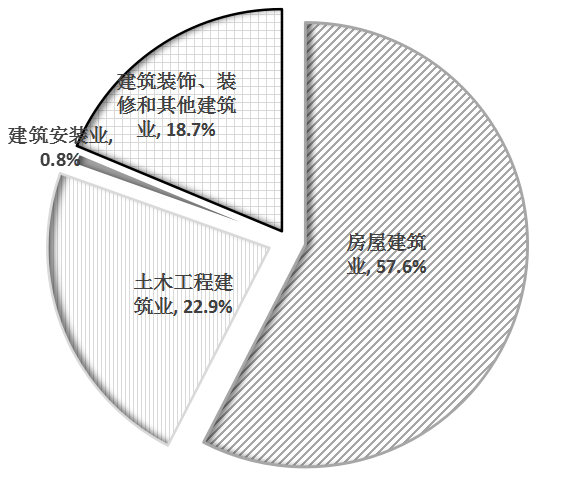 建筑装饰、装
修和其他建筑
业, 18.7%
建筑安装业,
0.8%
房屋建筑
业, 57.6%
土木工程建
筑业, 22.9%